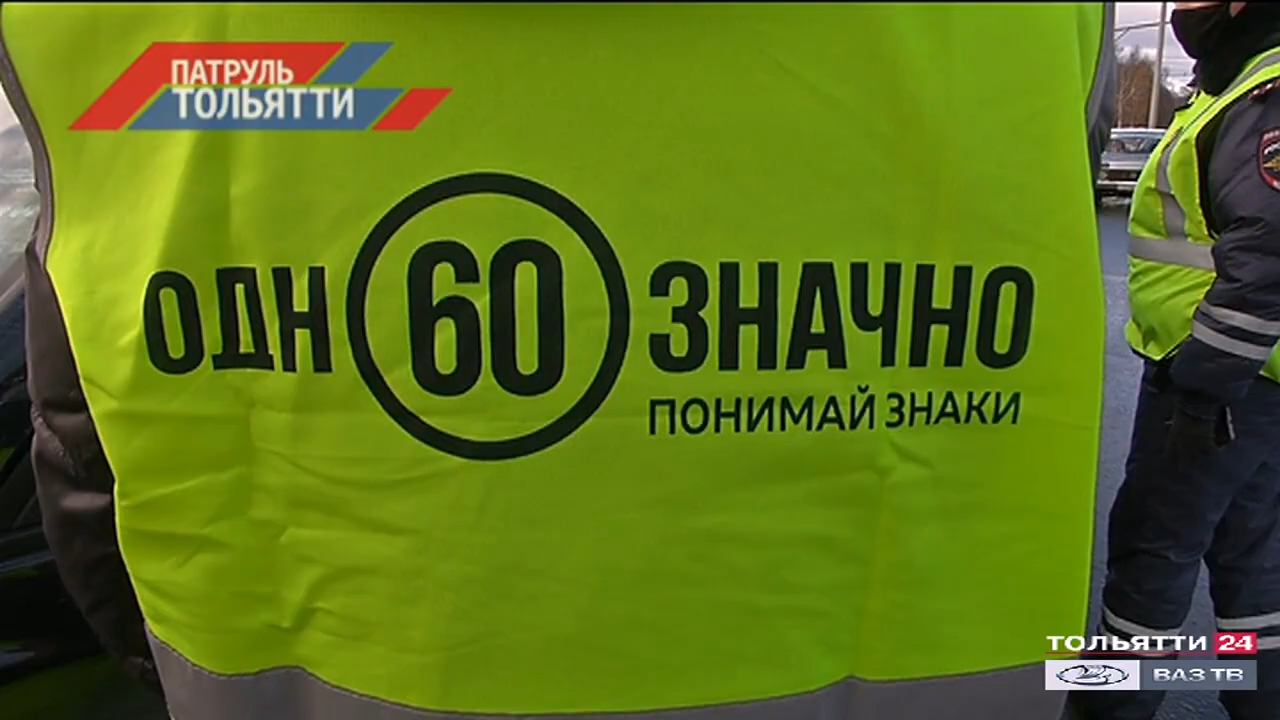 ПАТРУЛЬ
ТОЛЬЯТТИ
ОДН 60 ЗНАЧНО
ПОНИМАЙ ЗНАКИ
ТОЛЬЯТТИ 24
ВАЗ ТВ